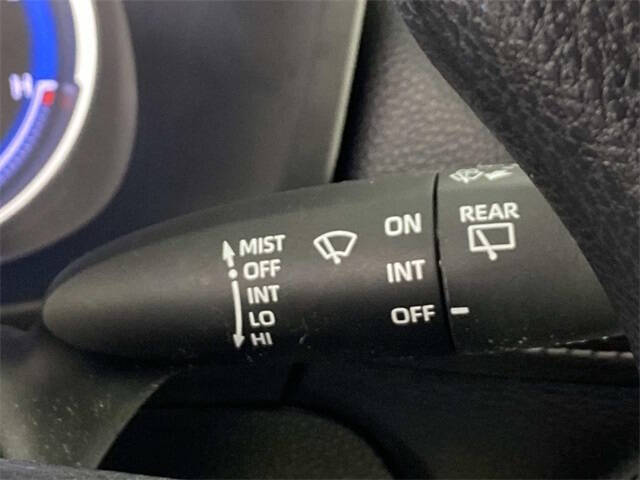 H
MIST
OFF
INT
LO
HI
ON
INT
OFF
REAR